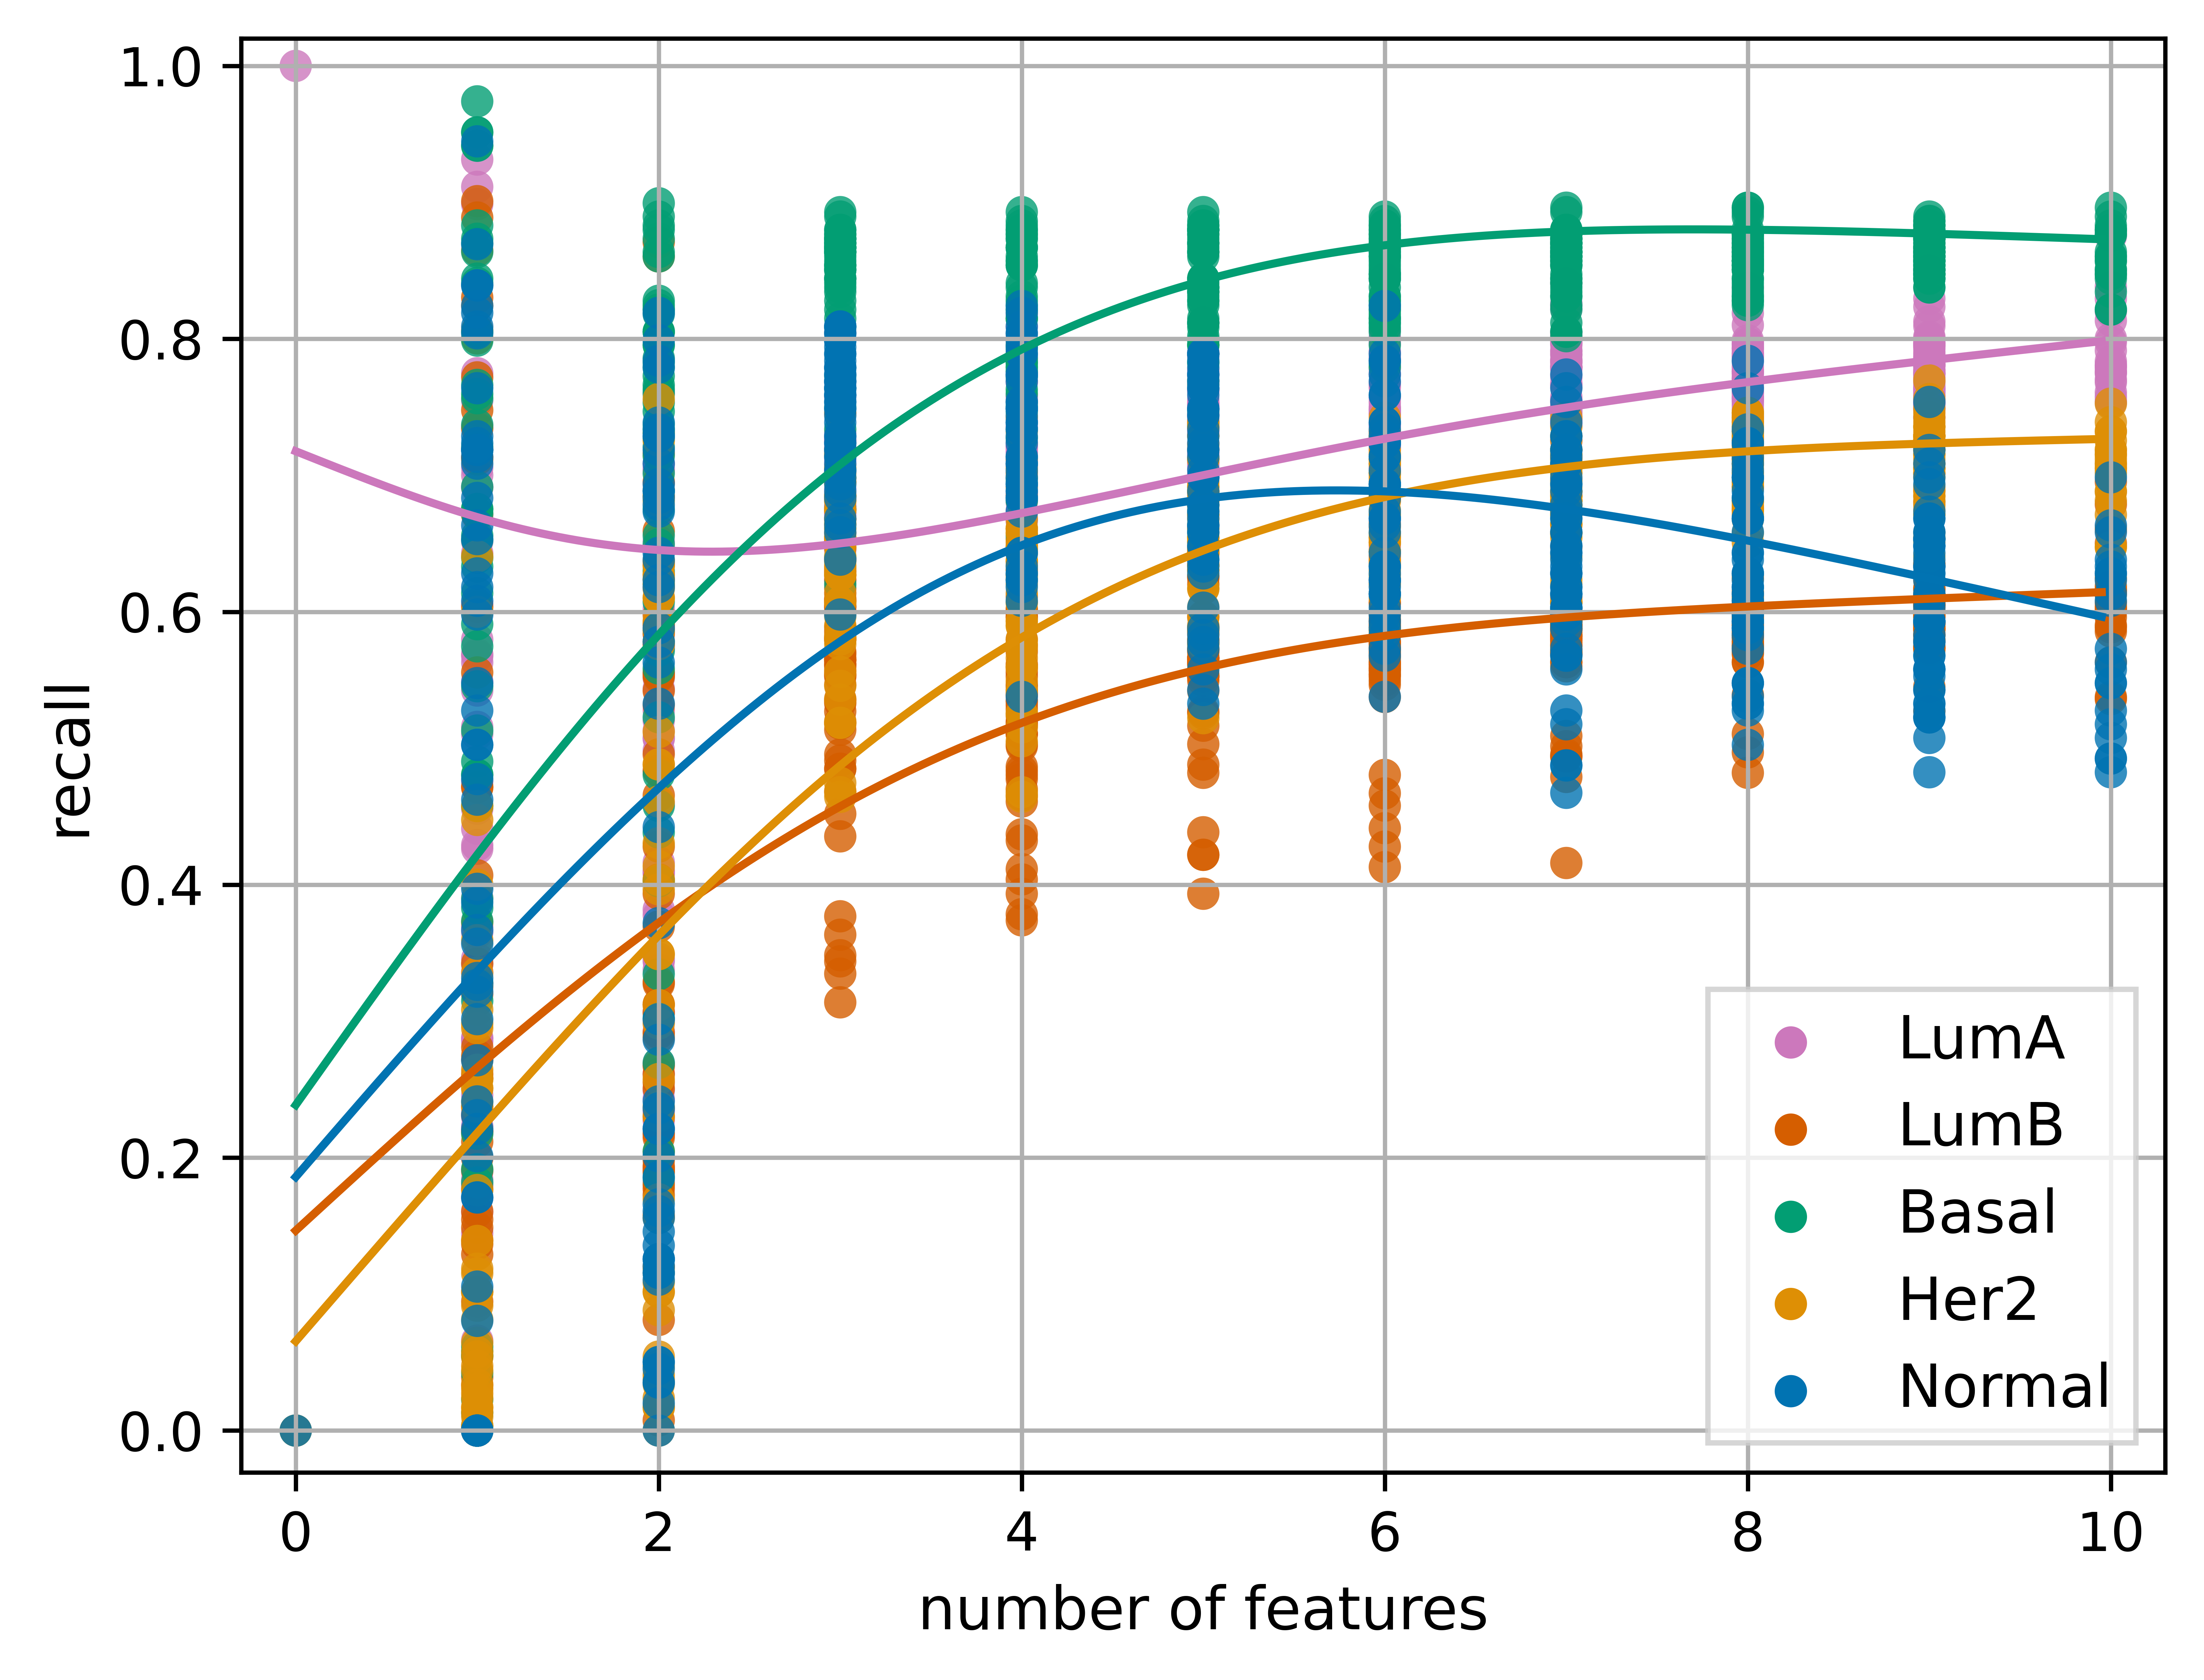 1.0
0.8
0.6
0.4
0.2
0.0
recall
0 2 4 6 8 10
number of features
LumA
LumB
Basal
Her2
Normal